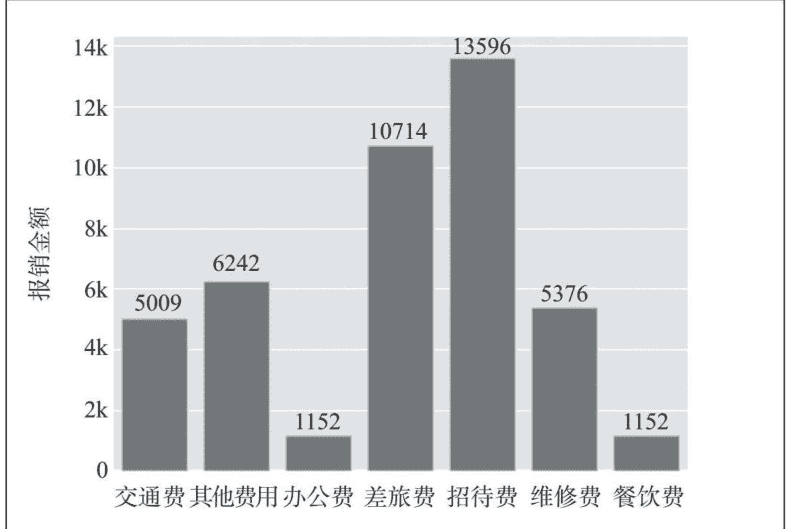 14k
12k
10k
8k
6k
4k
2k
0
报销金额
5009
6242
1152
10714
13596
5376
1152
交通费 其他费用 办公费 差旅费 招待费 维修费 餐饮费